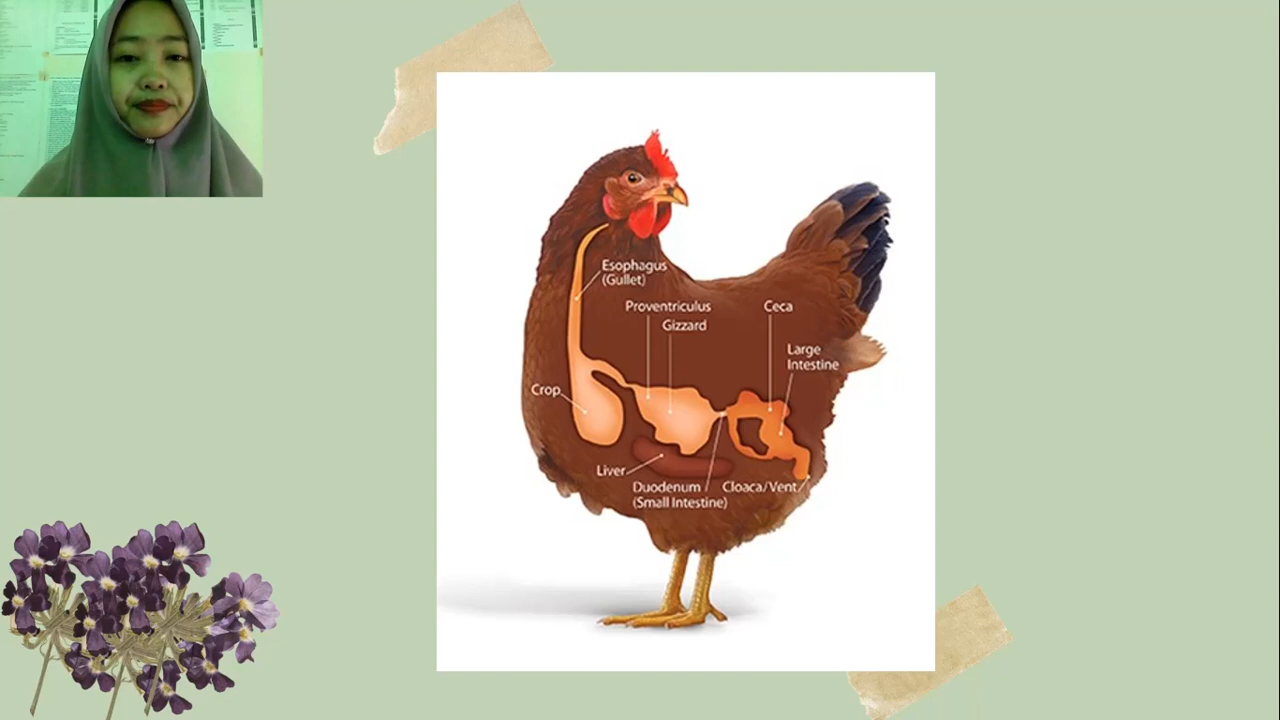 Esophagus
(Gullet)
Proventriculus
Ceca
Gizzard
Large
Intestine
Crop
Liver
Duodenum
(Small Intestine)
Cloaca/Vent